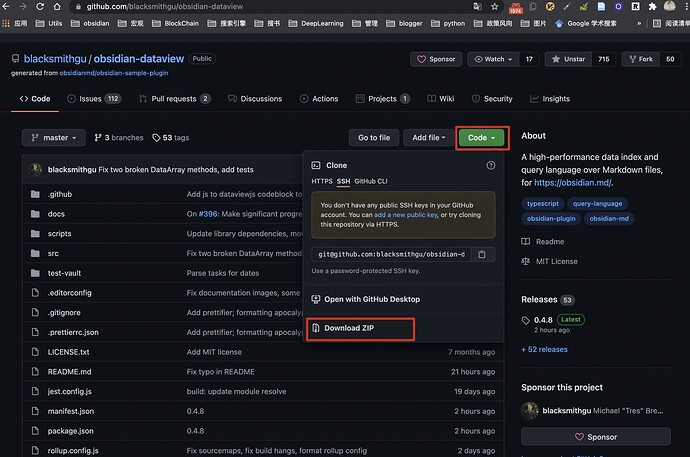 github.com/blacksmithgu/obsidian-dataview
1976
应用 Utils obsidian 宏观 BlockChain 搜索引擎 搜书 DeepLearning 管理 blogger python 政策风向 图片 Google 学术搜索 » 阅读清单
blacksmithgu / obsidian-dataview Public
generated from obsidianmd/obsidian-sample-plugin
Sponsor Watch 17 Unstar 715 Fork 50
Code Issues 112 Pull requests 2 Discussions Actions Projects 1 Wiki Security Insights
master 3 branches 53 tags Go to file Add file Code
blacksmithgu Fix two broken DataArray methods, add tests
.github Add js to dataviewjs codeblock to
docs On #396: Make significant progre
scripts Update library dependencies, mov
src Fix two broken DataArray method
test-vault Parse tasks for dates
.editorconfig Fix documentation images, some
.gitignore Add prettifier; formatting apocaly
.prettierrc.json Add prettifier; formatting apocalyp
LICENSE.txt Add MIT license 7 months ago
README.md Fix typo in README 21 hours ago
jest.config.js build: update module resolve 19 days ago
manifest.json 0.4.8 2 hours ago
package.json 0.4.8 2 hours ago
rollup.config.js Fix sourcemaps, fix build hangs, format rollup config 2 hours ago
Clone
HTTPS SSH GitHub CLI
You don't have any public SSH keys in your GitHub
account. You can add a new public key, or try cloning
this repository via HTTPS.
git@github.com:blacksmithgu/obsidian-d
Use a password-protected SSH key.
Open with GitHub Desktop
Download ZIP
About
A high-performance data index and
query language over Markdown files,
for https://obsidian.md/.
typescript query-language
obsidian-plugin obsidian-md
Readme
MIT License
Releases 53
0.4.8 Latest
2 hours ago
+ 52 releases
Sponsor this project
blacksmithgu Michael "Tres" Bre...
Sponsor